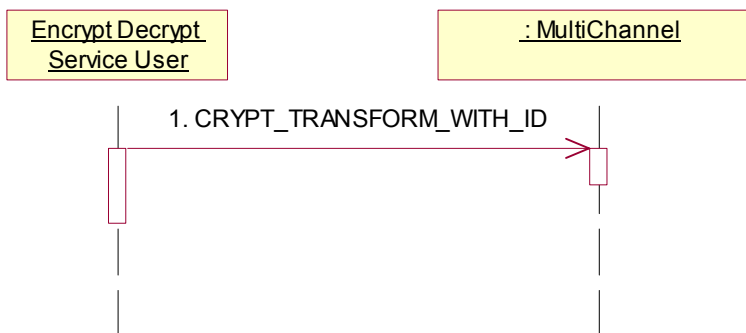 Encrypt Decrypt
Service User
: MultiChannel
1. CRYPT_TRANSFORM_WITH_ID